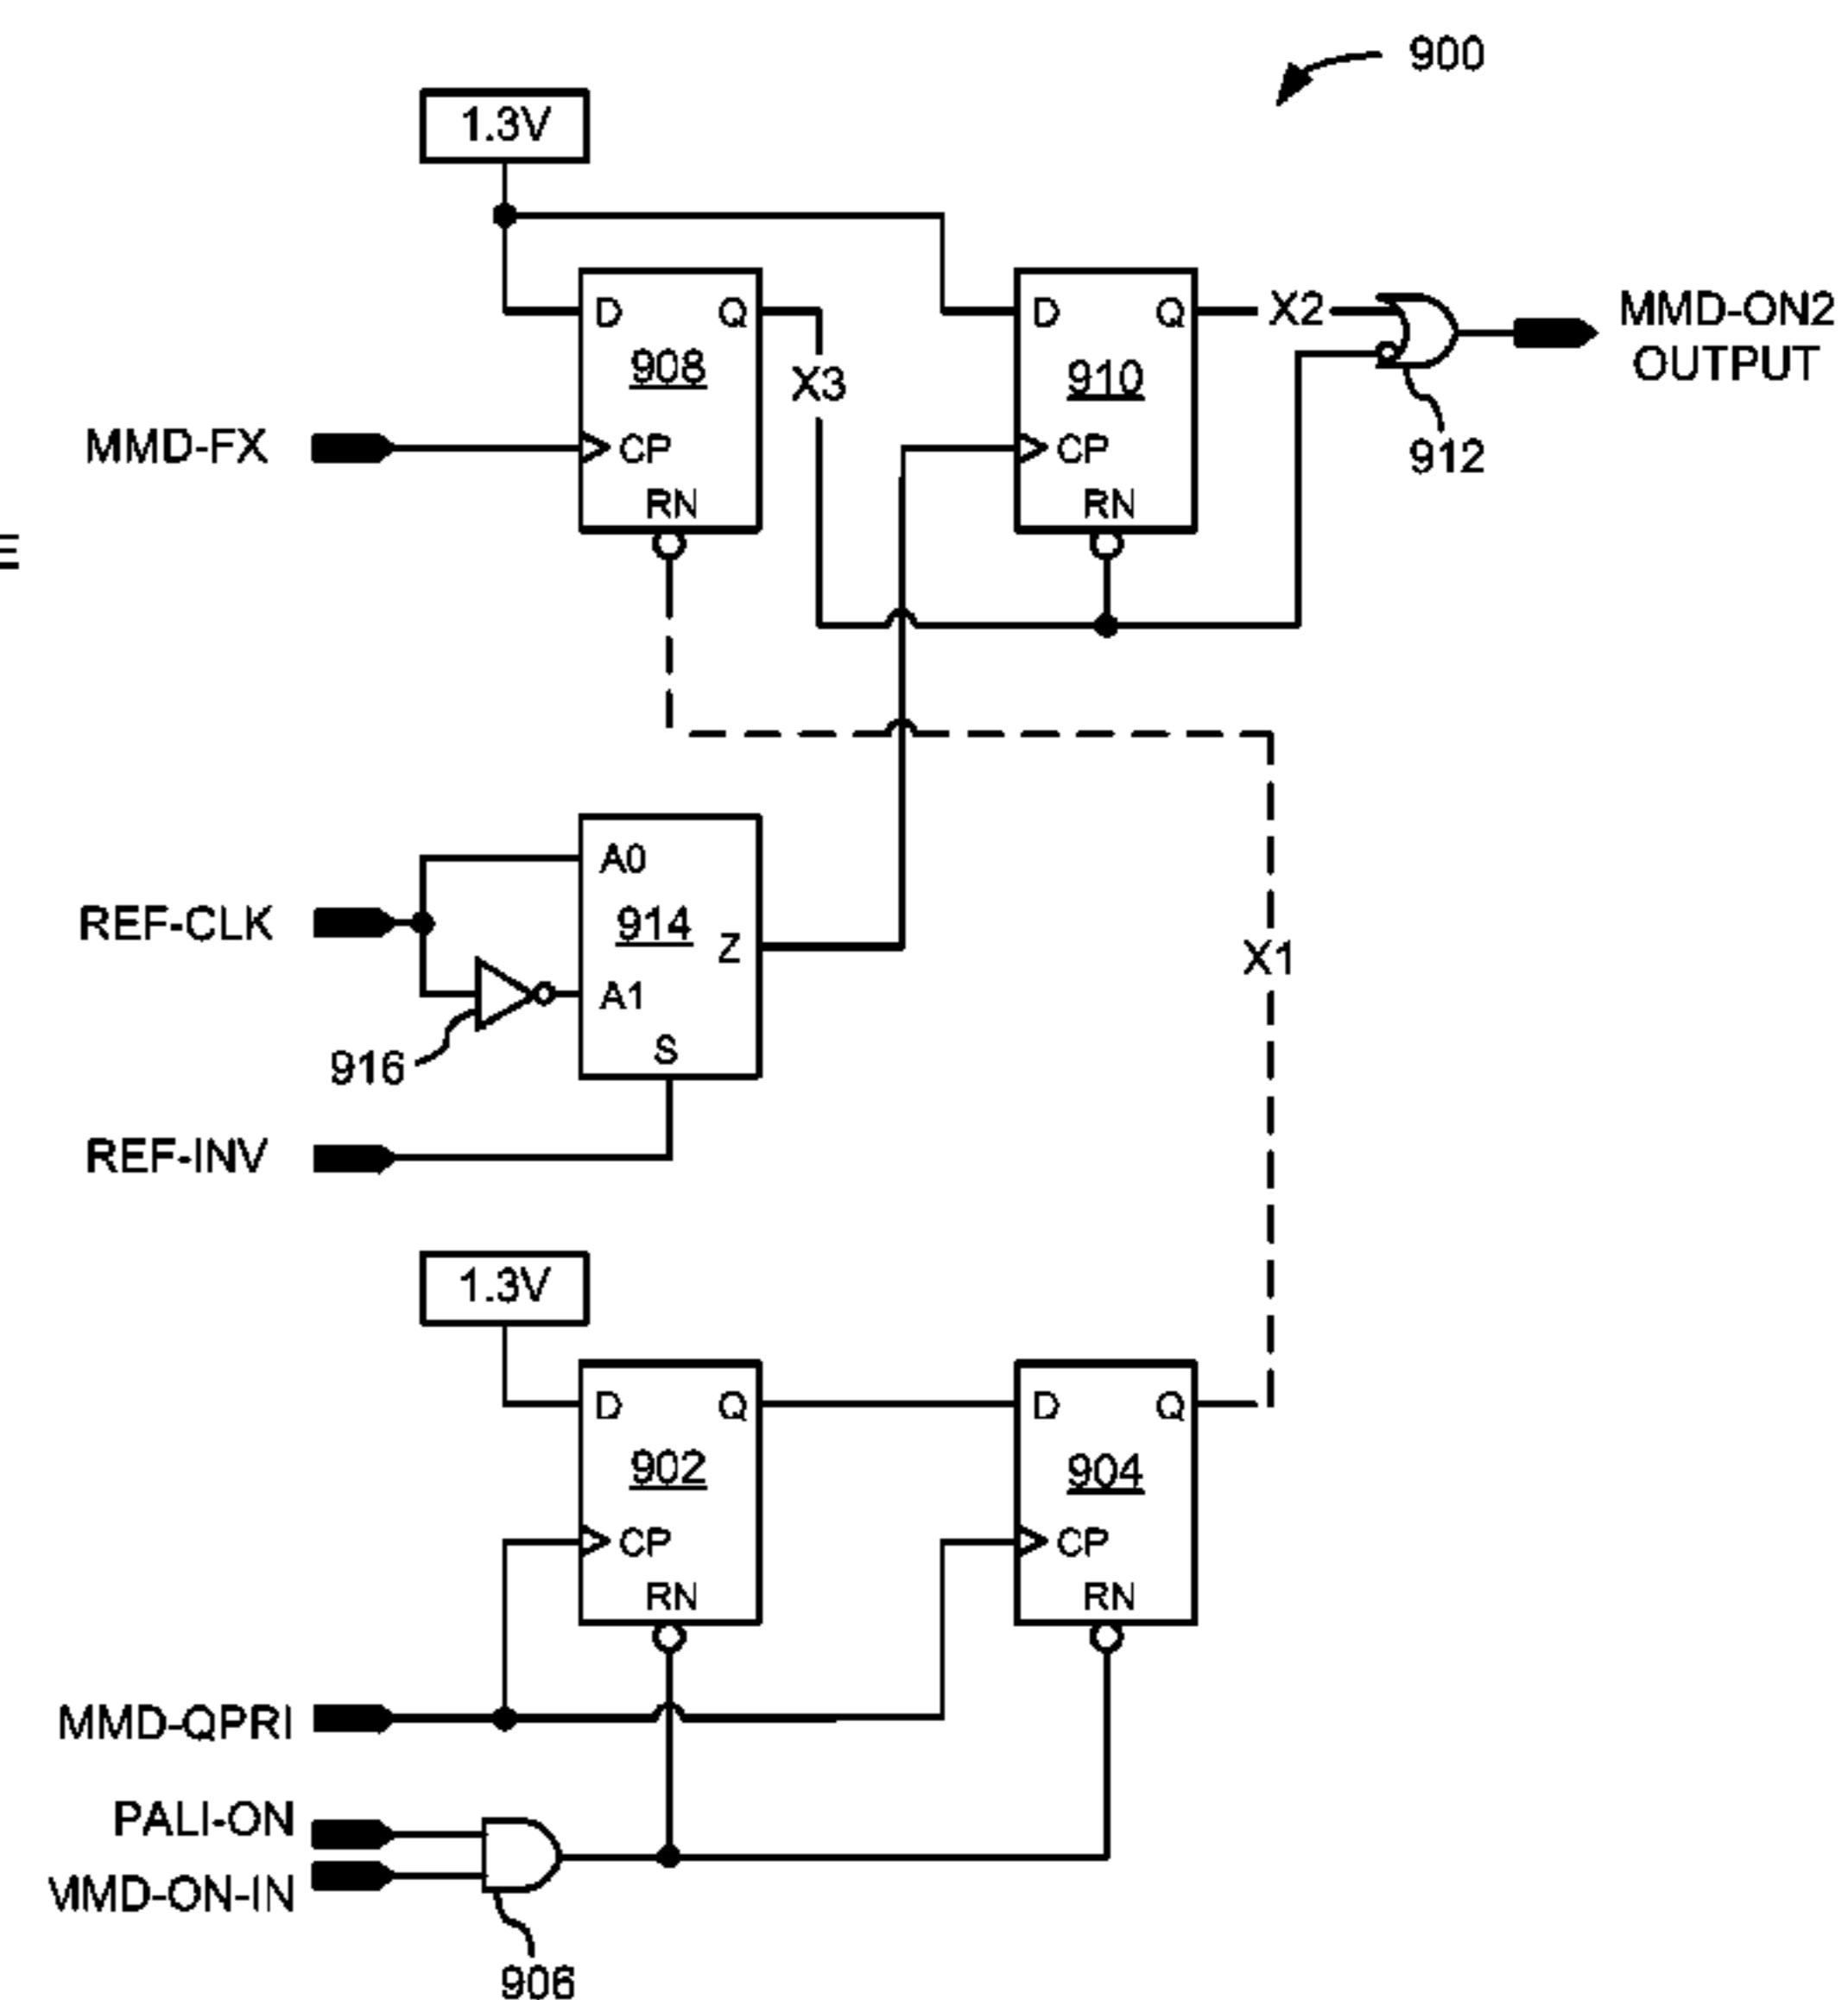 900
1.3V
D Q
908
CP
RN
X3
D Q
910
CP
RN
X2
MMD-ON2
OUTPUT
912
MMD-FX
E
A0
914
Z
A1
S
REF-CLK
916
REF-INV
X1
1.3V
D Q
902
CP
RN
D Q
904
CP
RN
MMD-QPRI
PALI-ON
MMD-ON-IN
906